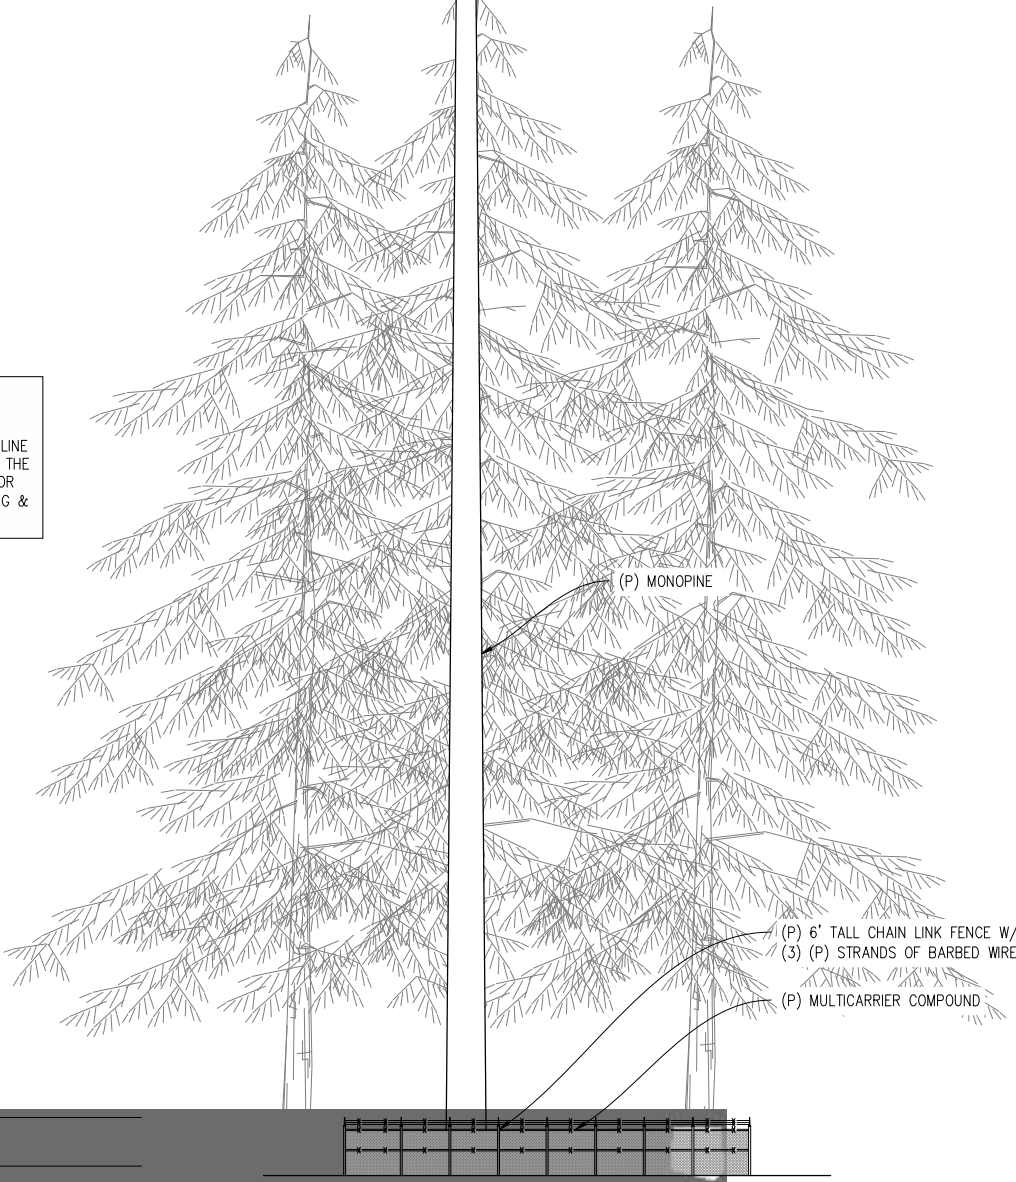 LINE
THE
OR
G &
(P) MONOPINE
(P) 6' TALL CHAIN LINK FENCE W/
(3) (P) STRANDS OF BARBED WIRE
(P) MULTICARRIER COMPOUND